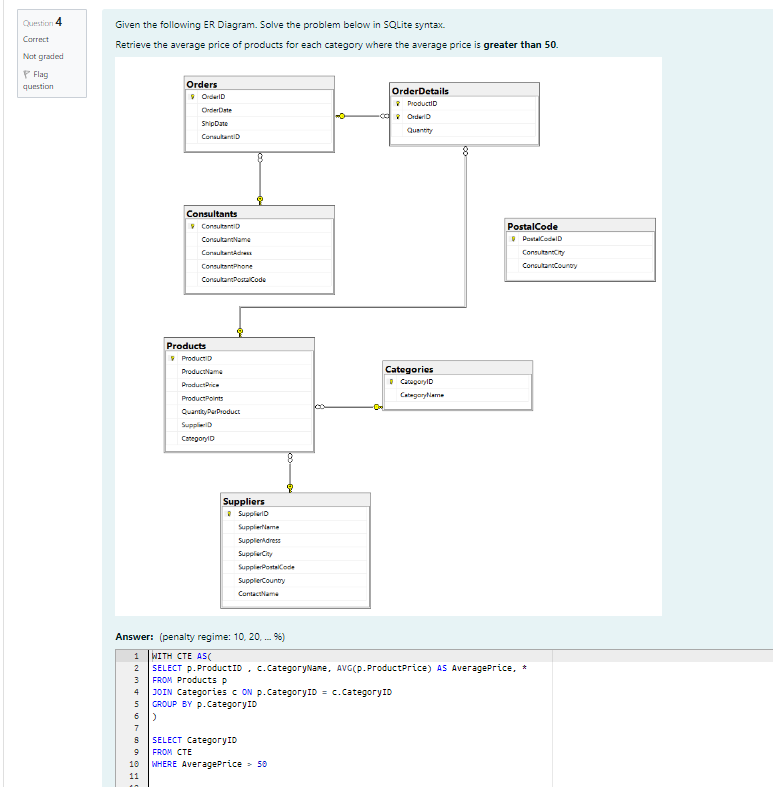 Question 4
Correct
Not graded
Flag
question
Given the following ER Diagram. Solve the problem below in SQLite syntax.
Retrieve the average price of products for each category where the average price is greater than 50.
Orders
OrderID
OrderDate
ShipDate
ConsultantID
OrderDetails
ProductID
OrderID
Quantity
Consultants
ConsultantID
ConsultantName
ConsultantAdress
ConsultantPhone
ConsultantPostalCode
PostalCode
PostalCodeID
ConsultantCity
ConsultantCountry
Products
ProductID
ProductName
ProductPrice
ProductPoints
QuantityPerProduct
SupplierID
CategoryID
Categories
CategoryID
CategoryName
Suppliers
SupplierID
SupplierName
SupplierAdress
SupplierCity
SupplierPostalCode
SupplierCountry
ContactName
Answer: (penalty regime: 10, 20, ... %)
1 WITH CTE AS(
2 SELECT p.ProductID , c.CategoryName, AVG(p.ProductPrice) AS AveragePrice, *
3 FROM Products p
4 JOIN Categories c ON p.CategoryID = c.CategoryID
5 GROUP BY p.CategoryID
6 )
7
8 SELECT CategoryID
9 FROM CTE
10 WHERE AveragePrice > 50
11